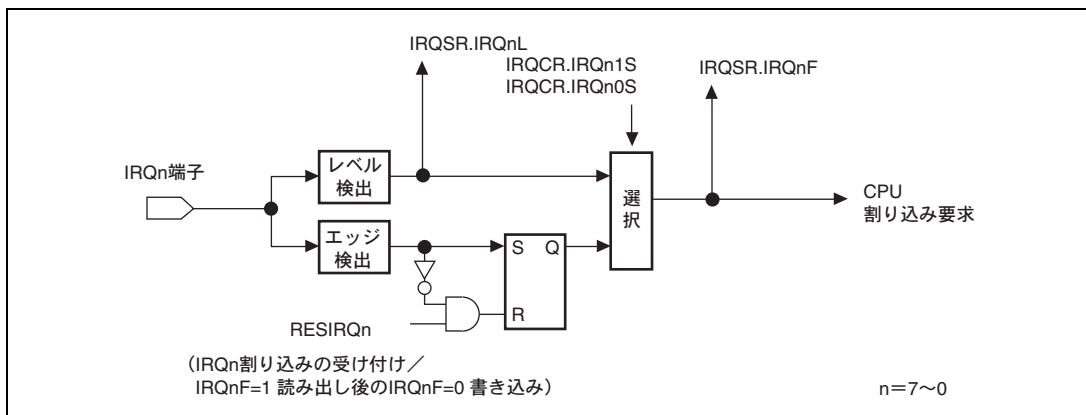 IRQSR.IRQnL
IRQCR.IRQn1S
IRQCR.IRQn0S
IRQSR.IRQnF
IRQn端子
レベル
検出
エッジ
検出
S Q
R
選
択
CPU
割り込み要求
RESIRQn
（IRQn割り込みの受け付け／
IRQnF=1 読み出し後のIRQnF=0 書き込み）
n＝7～0